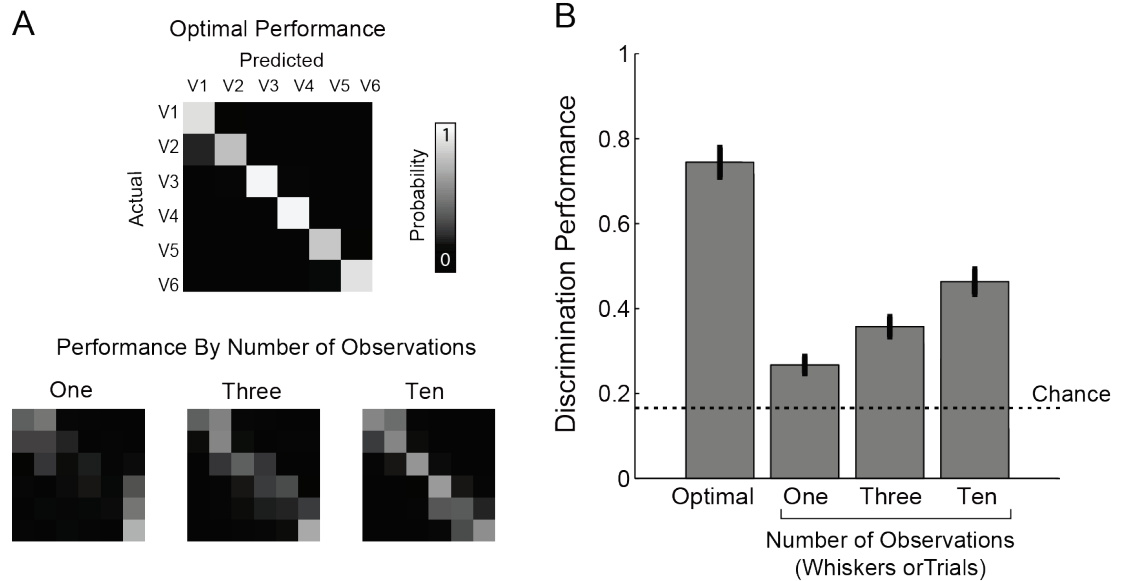 A
Optimal Performance
Predicted
V1 V2 V3 V4 V5 V6
Actual
V1
V2
V3
V4
V5
V6
Probability
1
0
Performance By Number of Observations
One Three Ten
B
Discrimination Performance
1
0.8
0.6
0.4
0.2
0
Chance
Optimal One Three Ten
Number of Observations
(Whiskers orTrials)